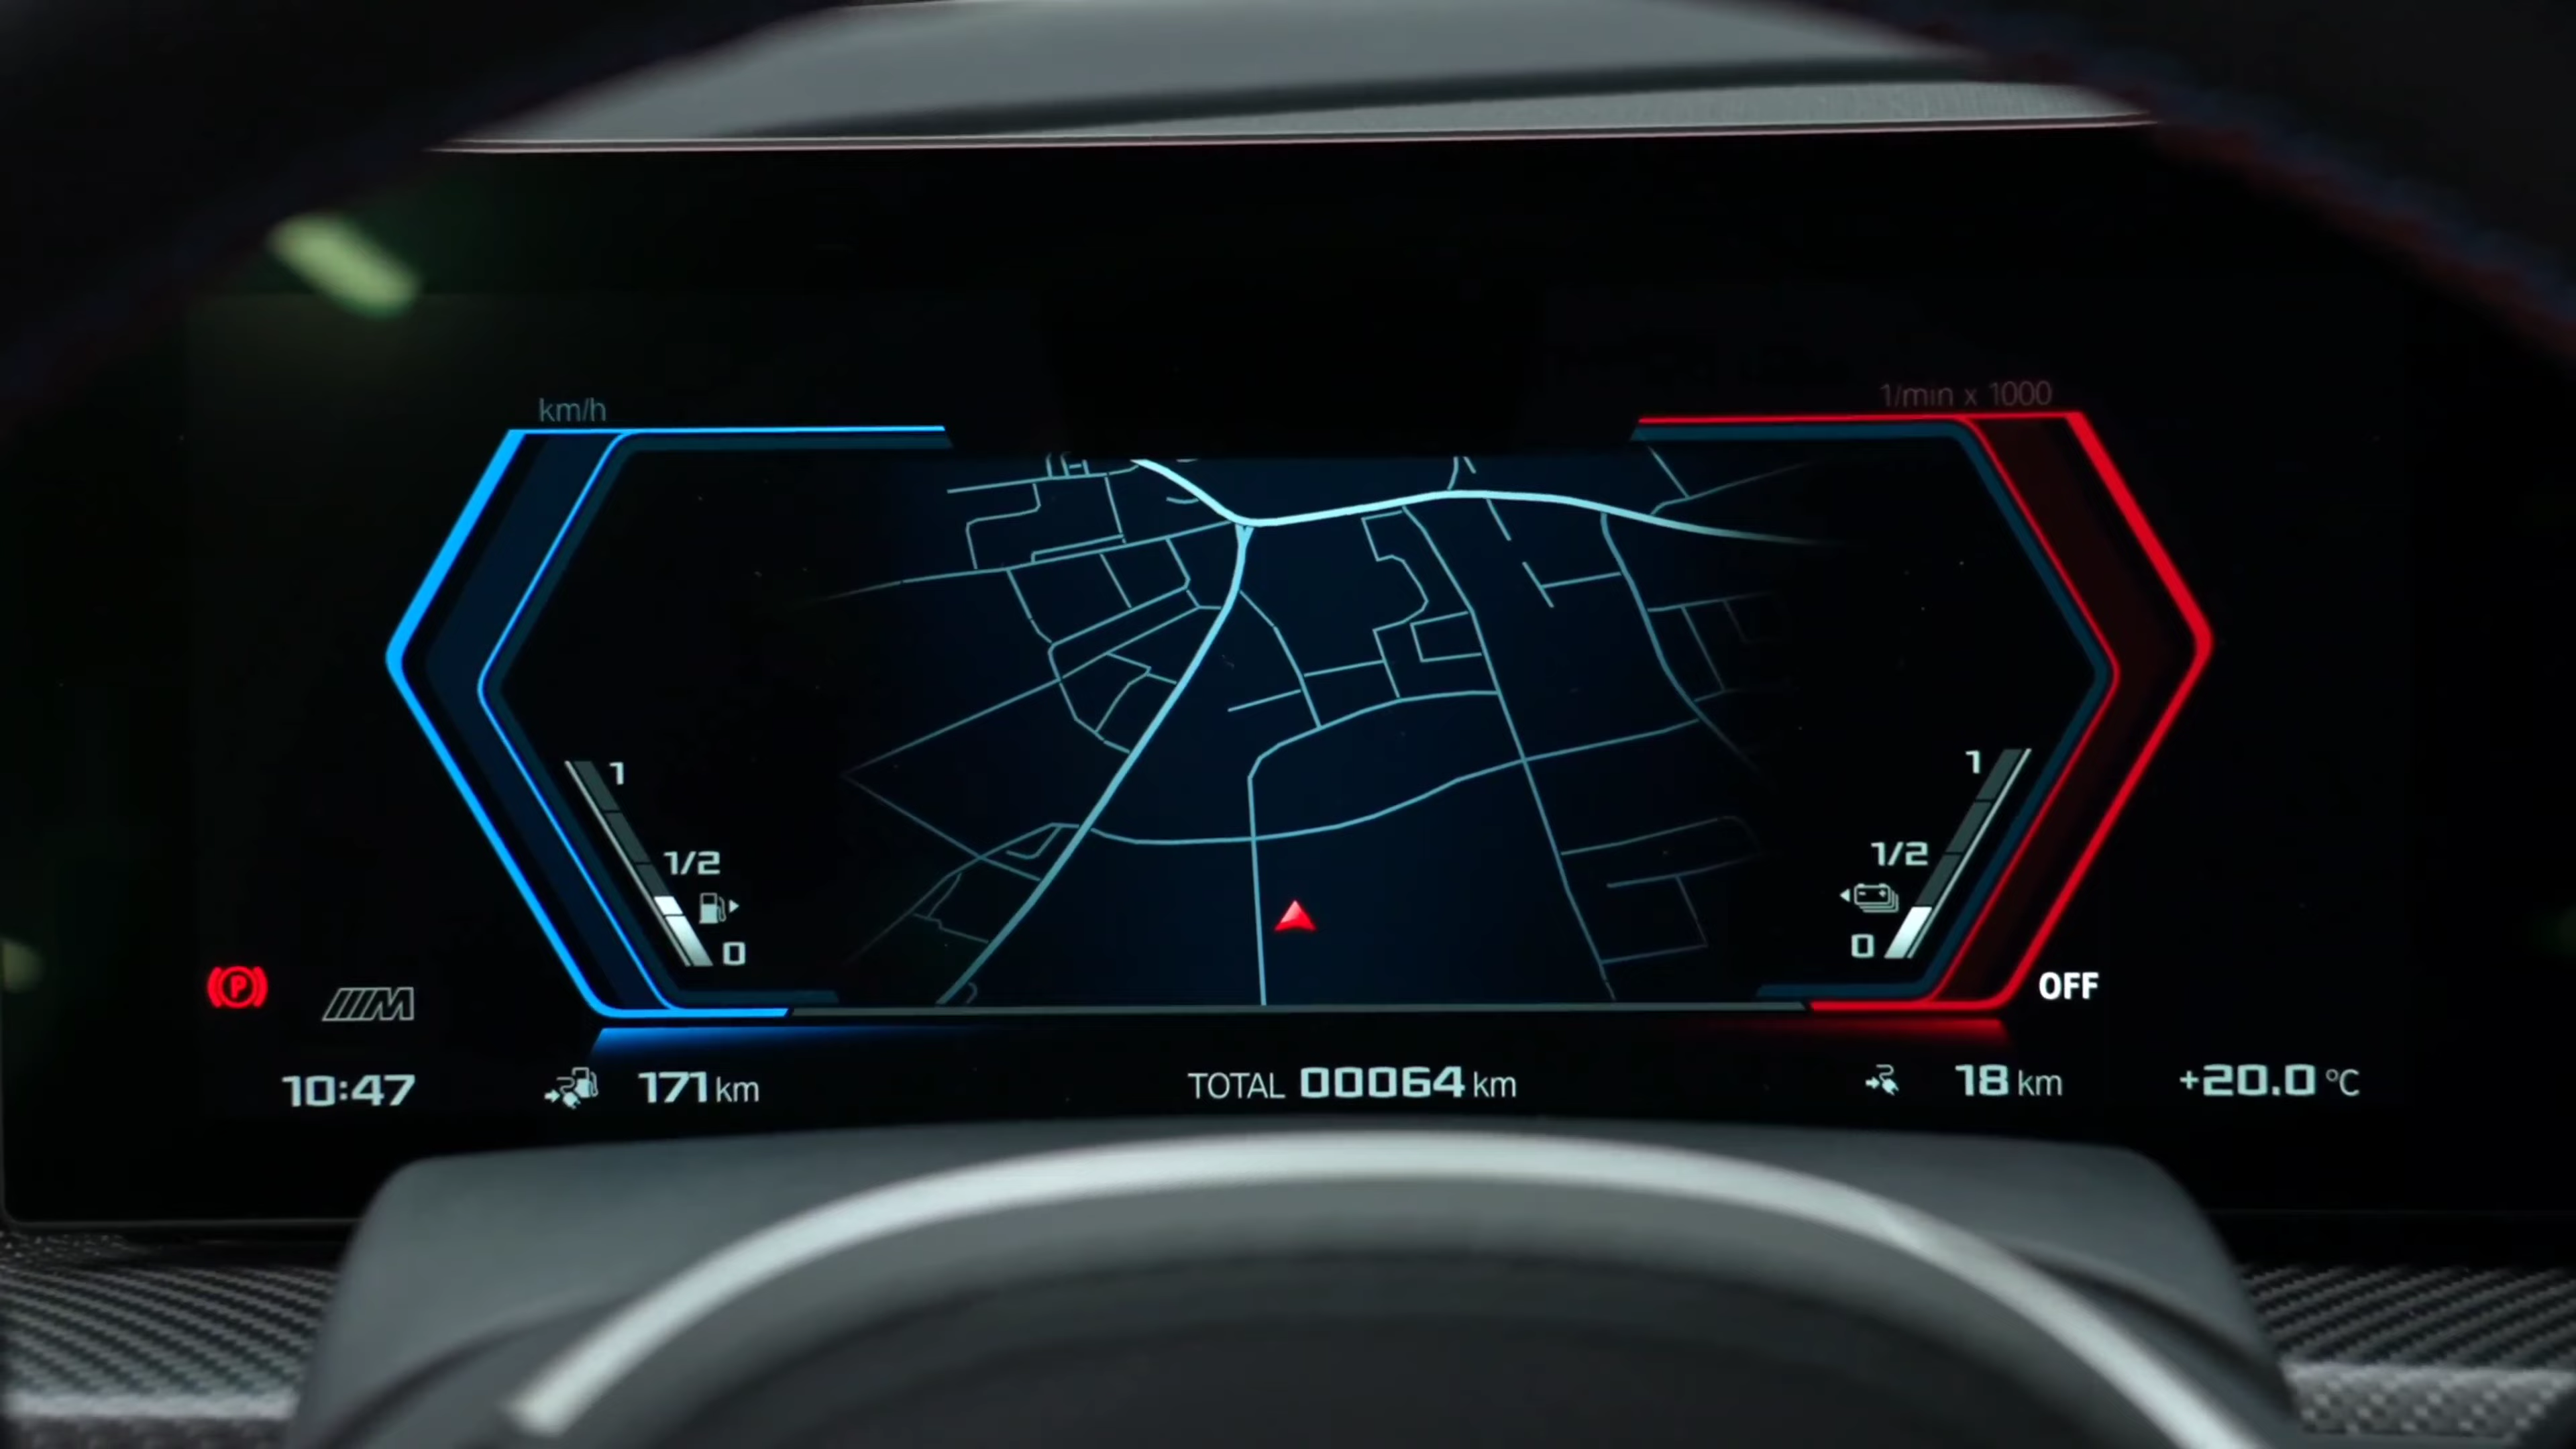 km/h
1/min x 1000
1
1
1/2
1/2
0
0
P
M
OFF
10:47
171 km
TOTAL 00064 km
18 km
+20.0 °C